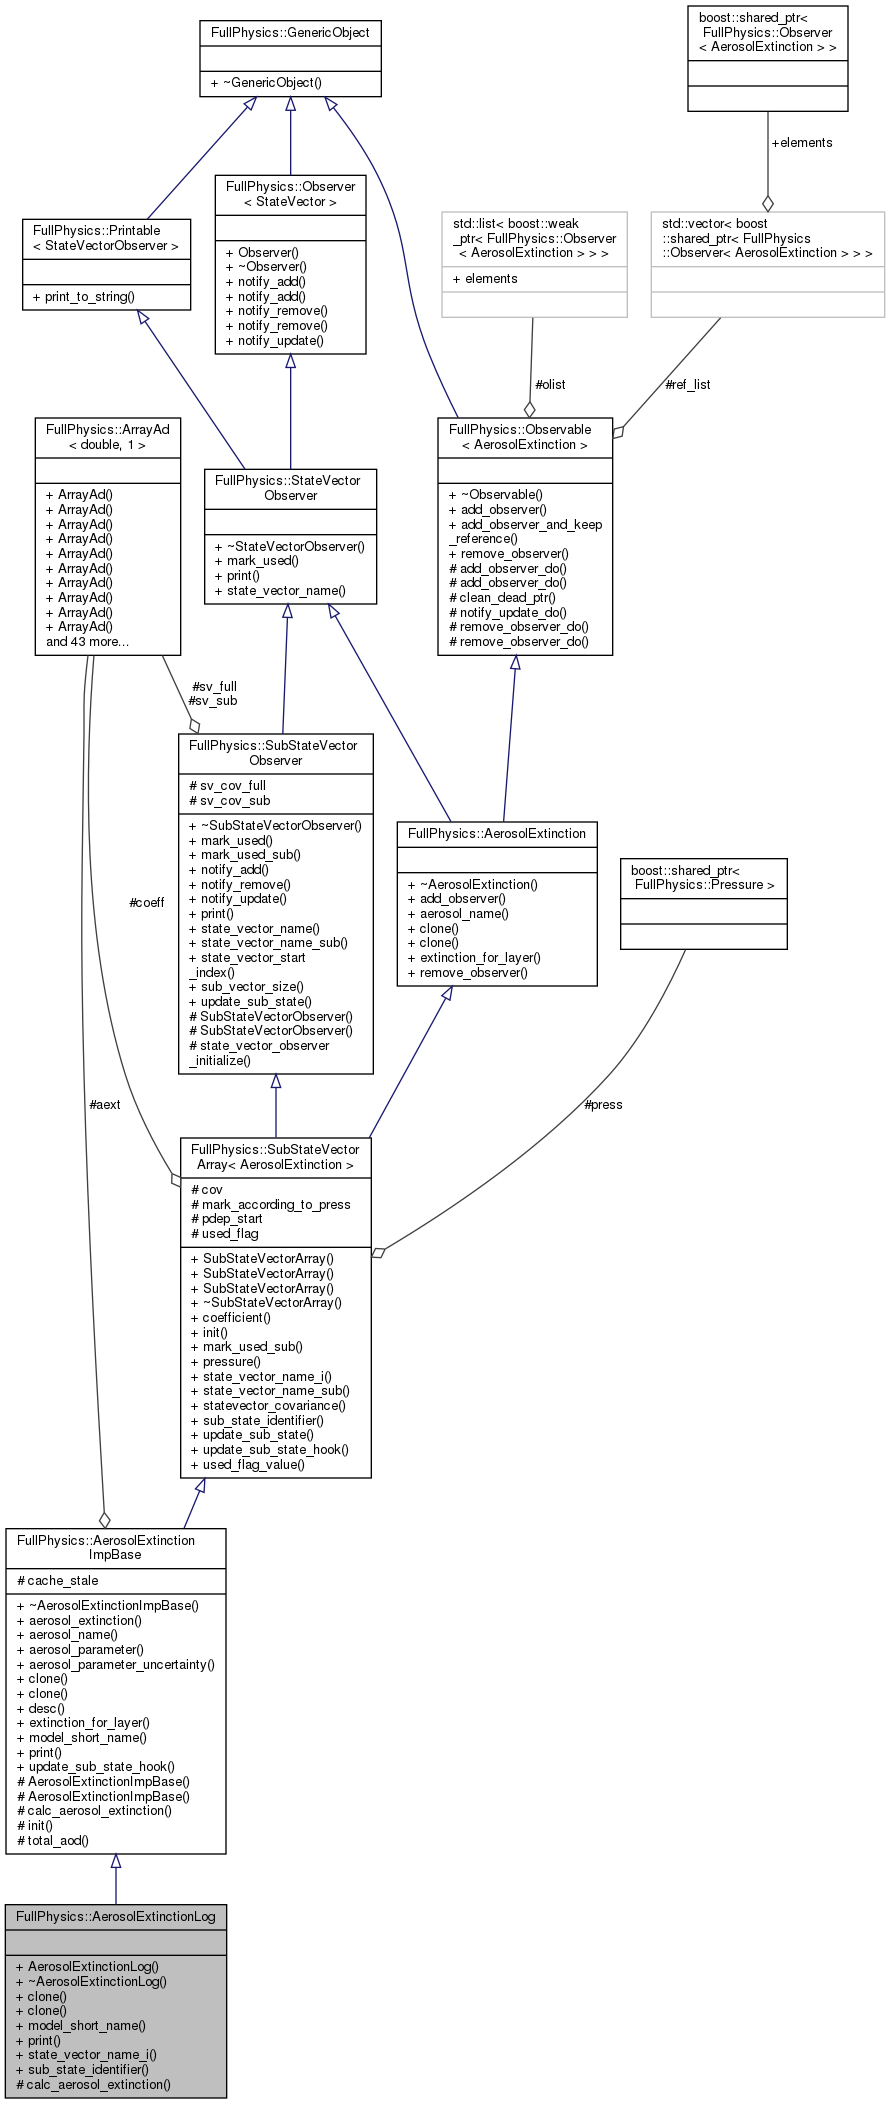 FullPhysics::GenericObject
+ ~GenericObject()
boost::shared_ptr<
FullPhysics::Observer
< AerosolExtinction > >
+elements
FullPhysics::Observer
< StateVector >
+ Observer()
+ ~Observer()
+ notify_add()
+ notify_add()
+ notify_remove()
+ notify_remove()
+ notify_update()
FullPhysics::Printable
< StateVectorObserver >
+ print_to_string()
std::list< boost::weak
_ptr< FullPhysics::Observer
< AerosolExtinction > > >
+ elements
std::vector< boost
::shared_ptr< FullPhysics
::Observer< AerosolExtinction > > >
#olist
#ref_list
FullPhysics::ArrayAd
< double, 1 >
+ ArrayAd()
+ ArrayAd()
+ ArrayAd()
+ ArrayAd()
+ ArrayAd()
+ ArrayAd()
+ ArrayAd()
+ ArrayAd()
+ ArrayAd()
+ ArrayAd()
and 43 more...
FullPhysics::StateVector
Observer
+ ~StateVectorObserver()
+ mark_used()
+ print()
+ state_vector_name()
FullPhysics::Observable
< AerosolExtinction >
+ ~Observable()
+ add_observer()
+ add_observer_and_keep
_reference()
+ remove_observer()
# add_observer_do()
# add_observer_do()
# clean_dead_ptr()
# notify_update_do()
# remove_observer_do()
# remove_observer_do()
#sv_full
#sv_sub
FullPhysics::SubStateVector
Observer
# sv_cov_full
# sv_cov_sub
+ ~SubStateVectorObserver()
+ mark_used()
+ mark_used_sub()
+ notify_add()
+ notify_remove()
+ notify_update()
+ print()
+ state_vector_name()
+ state_vector_name_sub()
+ state_vector_start
_index()
+ sub_vector_size()
+ update_sub_state()
# SubStateVectorObserver()
# SubStateVectorObserver()
# state_vector_observer
_initialize()
FullPhysics::AerosolExtinction
+ ~AerosolExtinction()
+ add_observer()
+ aerosol_name()
+ clone()
+ clone()
+ extinction_for_layer()
+ remove_observer()
boost::shared_ptr<
FullPhysics::Pressure >
#coeff
#aext
#press
FullPhysics::SubStateVector
Array< AerosolExtinction >
# cov
# mark_according_to_press
# pdep_start
# used_flag
+ SubStateVectorArray()
+ SubStateVectorArray()
+ SubStateVectorArray()
+ ~SubStateVectorArray()
+ coefficient()
+ init()
+ mark_used_sub()
+ pressure()
+ state_vector_name_i()
+ state_vector_name_sub()
+ statevector_covariance()
+ sub_state_identifier()
+ update_sub_state()
+ update_sub_state_hook()
+ used_flag_value()
FullPhysics::AerosolExtinction
ImpBase
# cache_stale
+ ~AerosolExtinctionImpBase()
+ aerosol_extinction()
+ aerosol_name()
+ aerosol_parameter()
+ aerosol_parameter_uncertainty()
+ clone()
+ clone()
+ desc()
+ extinction_for_layer()
+ model_short_name()
+ print()
+ update_sub_state_hook()
# AerosolExtinctionImpBase()
# AerosolExtinctionImpBase()
# calc_aerosol_extinction()
# init()
# total_aod()
FullPhysics::AerosolExtinctionLog
+ AerosolExtinctionLog()
+ ~AerosolExtinctionLog()
+ clone()
+ clone()
+ model_short_name()
+ print()
+ state_vector_name_i()
+ sub_state_identifier()
# calc_aerosol_extinction()